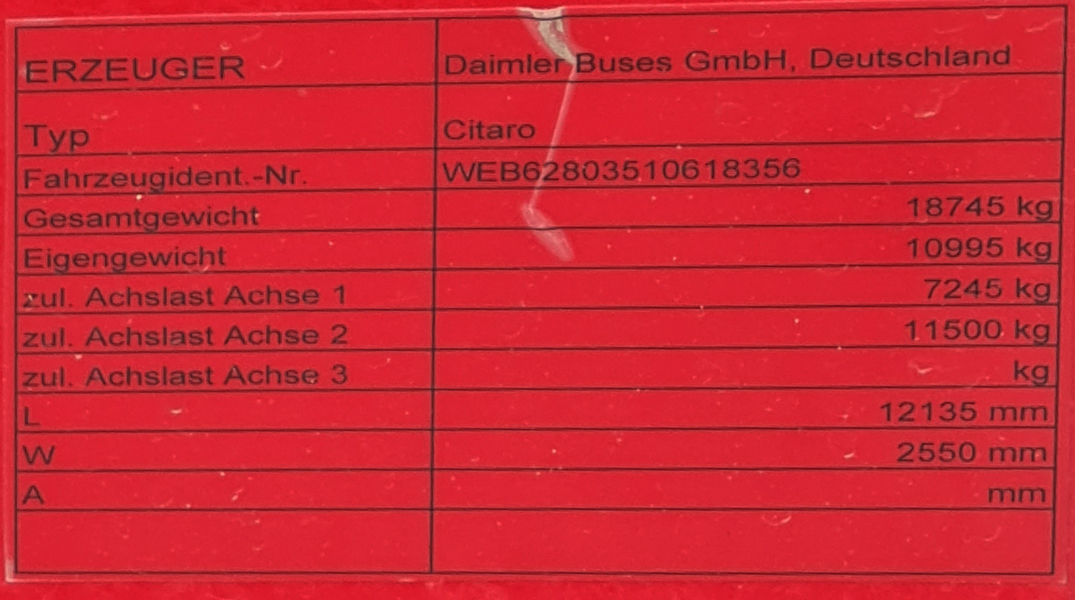 ERZEUGER Daimler Buses GmbH, Deutschland
Typ Citaro
Fahrzeugident.-Nr. WEB62803510618356
Gesamtgewicht 18745 kg
Eigengewicht 10995 kg
zul. Achslast Achse 1 7245 kg
zul. Achslast Achse 2 11500 kg
zul. Achslast Achse 3 kg
L 12135 mm
W 2550 mm
A mm